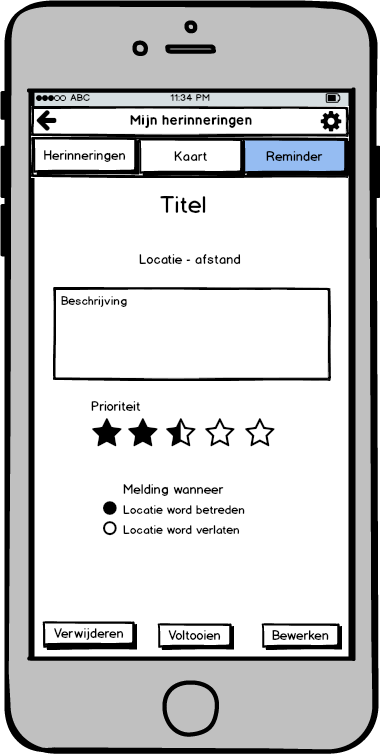 ABC 11:34 PM
Mijn herinneringen
Herinneringen Kaart Reminder
Titel
Locatie - afstand
Beschrijving
Prioriteit
Melding wanneer
Locatie word betreden
Locatie word verlaten
Verwijderen Voltooien Bewerken